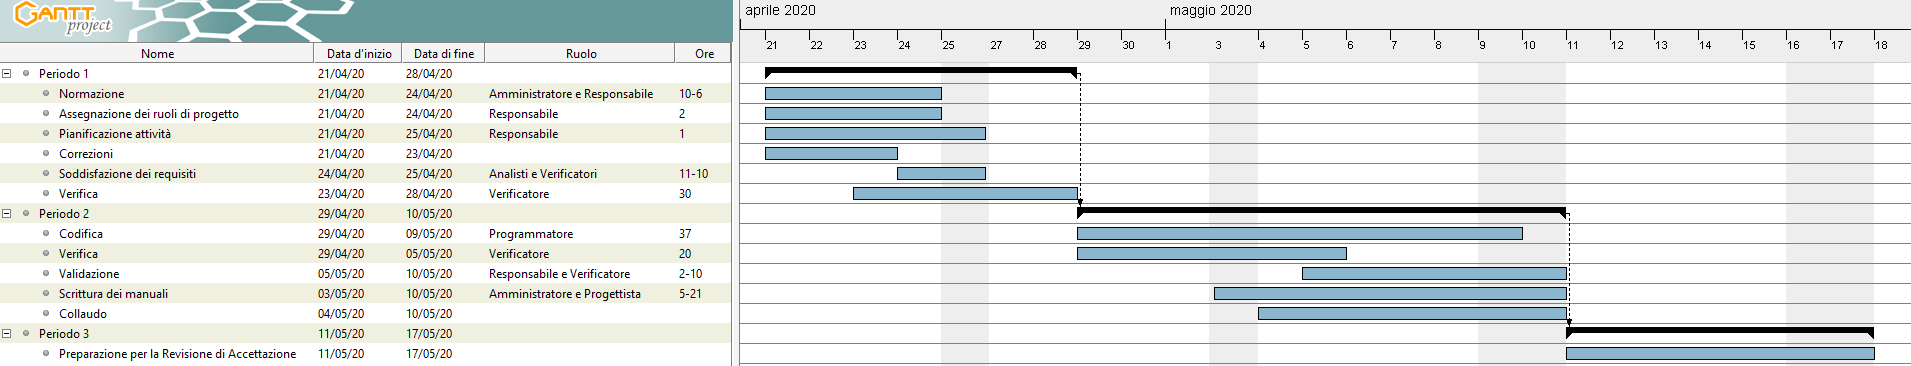 GANTT
project
aprile 2020 maggio 2020
Nome Data d'inizio Data di fine Ruolo Ore
21 22 23 24 25 27 28 29 30 1 3 4 5 6 7 8 9 10 11 12 13 14 15 16 17 18
Periodo 1 21/04/20 28/04/20
Normazione 21/04/20 24/04/20 Amministratore e Responsabile 10-6
Assegnazione dei ruoli di progetto 21/04/20 24/04/20 Responsabile 2
Pianificazione attività 21/04/20 25/04/20 Responsabile 1
Correzioni 21/04/20 23/04/20
Soddisfazione dei requisiti 24/04/20 25/04/20 Analisti e Verificatori 11-10
Verifica 23/04/20 28/04/20 Verificatore 30
Periodo 2 29/04/20 10/05/20
Codifica 29/04/20 09/05/20 Programmatore 37
Verifica 29/04/20 05/05/20 Verificatore 20
Validazione 05/05/20 10/05/20 Responsabile e Verificatore 2-10
Scrittura dei manuali 03/05/20 10/05/20 Amministratore e Progettista 5-21
Collaudo 04/05/20 10/05/20
Periodo 3 11/05/20 17/05/20
Preparazione per la Revisione di Accettazione 11/05/20 17/05/20